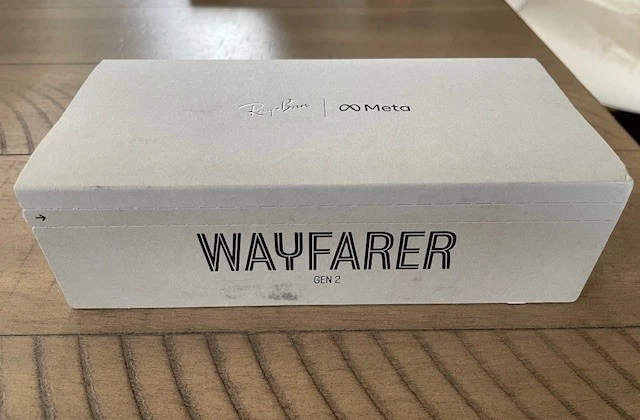 Ray-Ban | Meta
WAYFARER
GEN 2